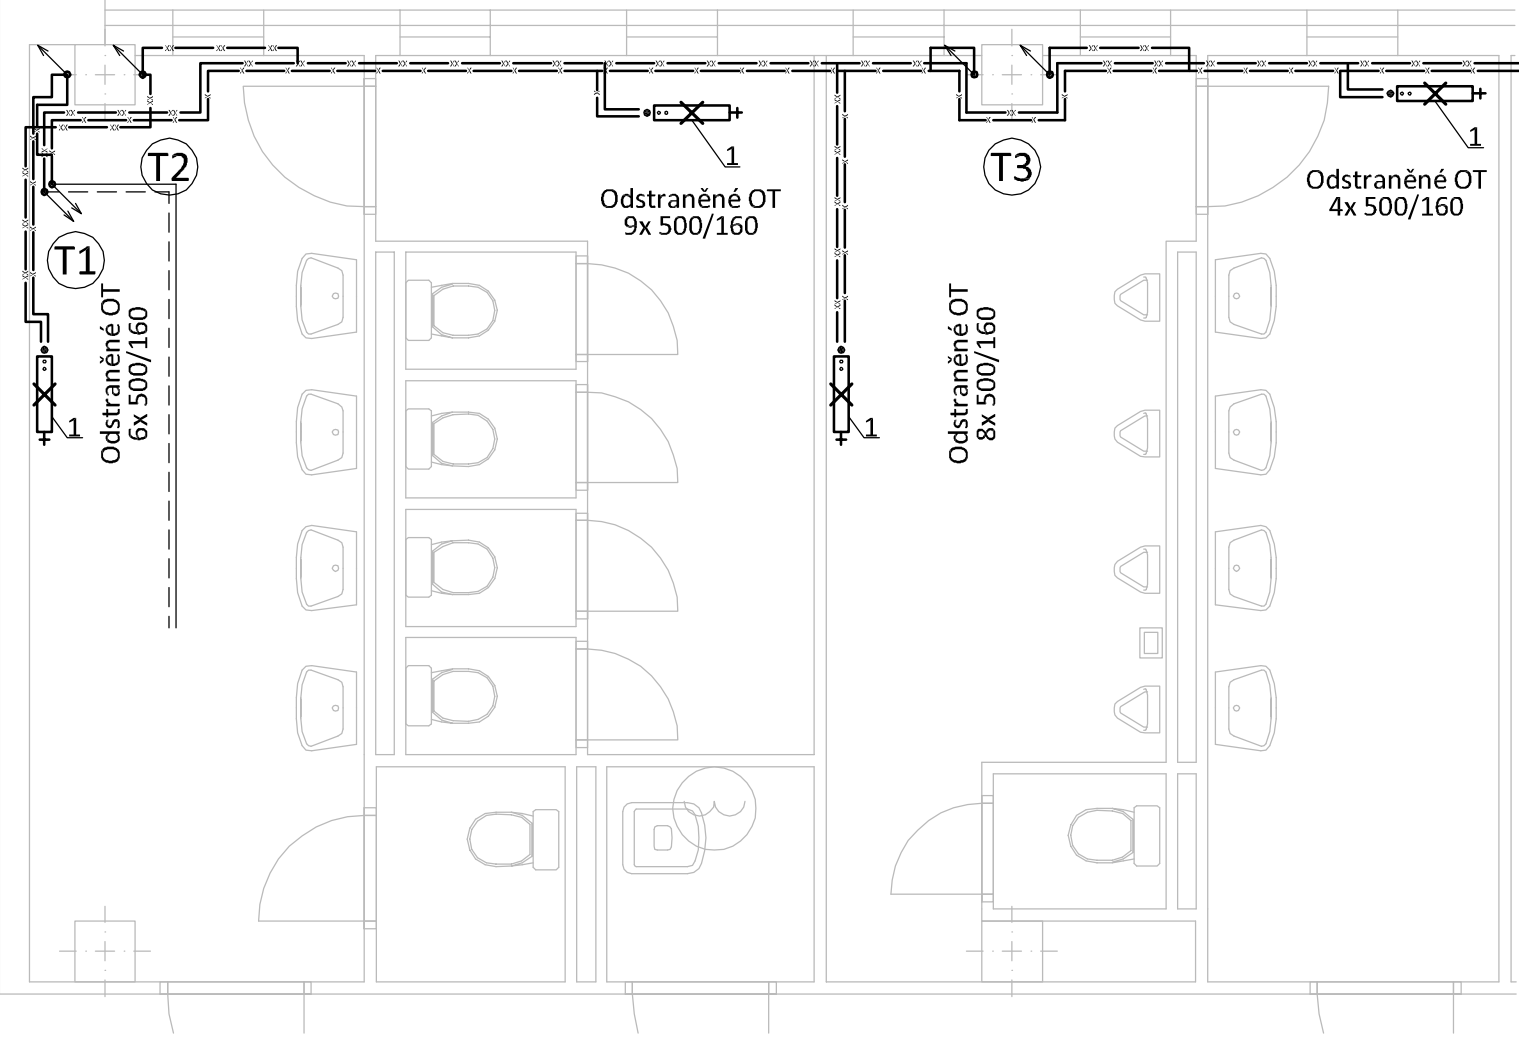 T2
T3
T1
1
Odstraněné OT
9x 500/160
1
Odstraněné OT
4x 500/160
Odstraněné OT
6x 500/160
1
Odstraněné OT
8x 500/160
1